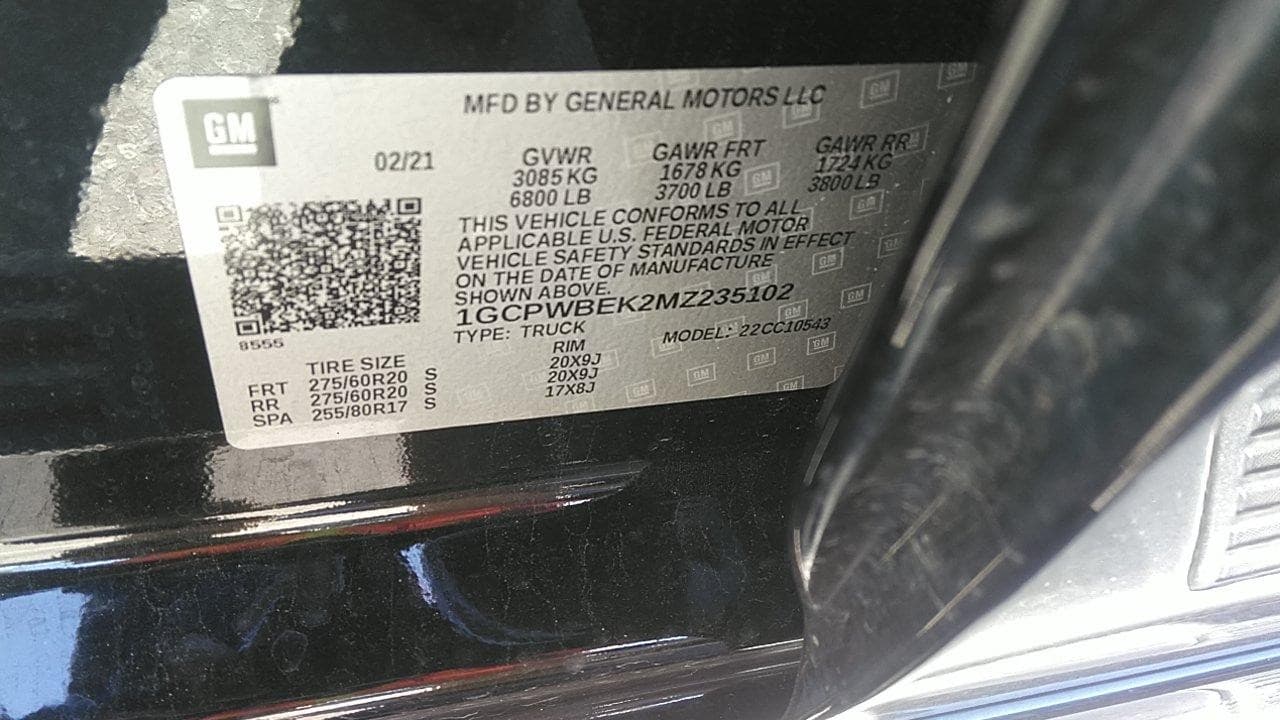 GM
MFD BY GENERAL MOTORS LLC
02/21
GVWR GAWR FRT GAWR RR
3085 KG 1678 KG 1724 KG
6800 LB 3700 LB 3800 LB
THIS VEHICLE CONFORMS TO ALL
APPLICABLE U.S. FEDERAL MOTOR
VEHICLE SAFETY STANDARDS IN EFFECT
ON THE DATE OF MANUFACTURE
SHOWN ABOVE.
1GCPWBEK2MZ235102
TYPE: TRUCK MODEL: 22CC10543
8555
TIRE SIZE RIM
FRT 275/60R20 S 20X9J
RR 275/60R20 S 20X9J
SPA 255/80R17 S 17X8J